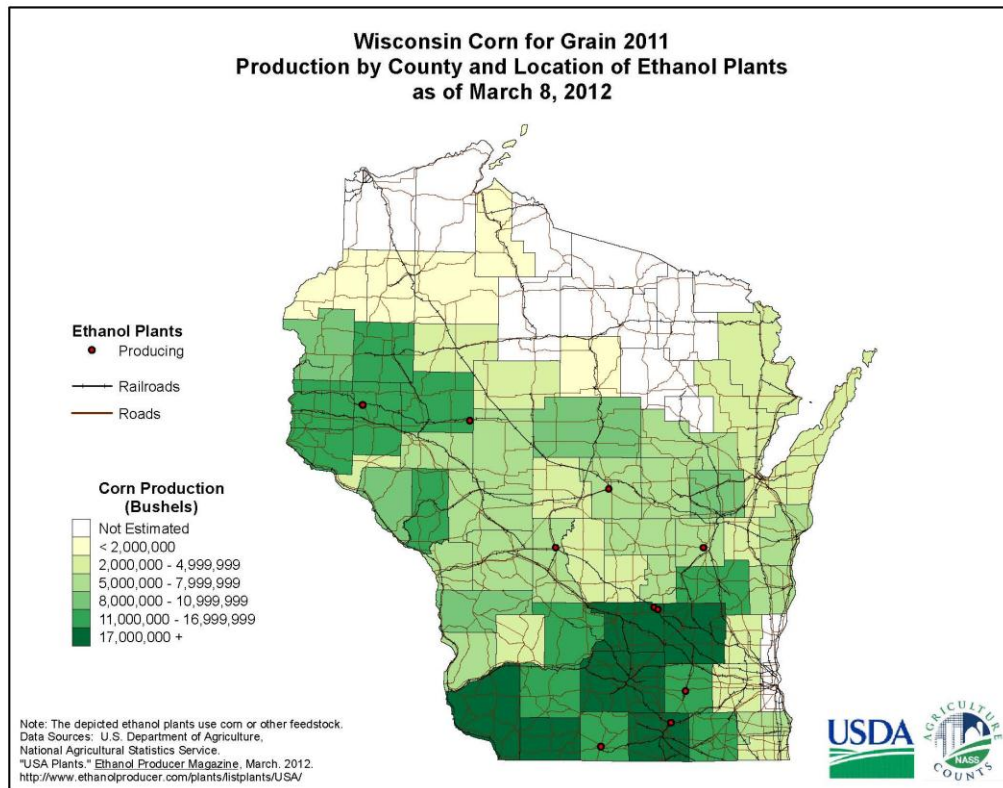 Wisconsin Corn for Grain 2011
Production by County and Location of Ethanol Plants
as of March 8, 2012
Ethanol Plants
Producing
Railroads
Roads
Corn Production
(Bushels)
Not Estimated
< 2,000,000
2,000,000 - 4,999,999
5,000,000 - 7,999,999
8,000,000 - 10,999,999
11,000,000 - 16,999,999
17,000,000 +
Note: The depicted ethanol plants use corn or other feedstock.
Data Sources: U.S. Department of Agriculture,
National Agricultural Statistics Service.
"USA Plants." Ethanol Producer Magazine, March. 2012.
http://www.ethanolproducer.com/plants/listplants/USA/
USDA
AGRICULTURE
NASS
COUNTS